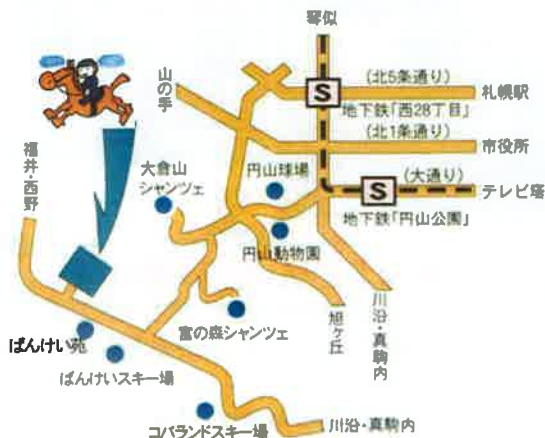 琴似
(北5条通り)
札幌駅
S
地下鉄「西28丁目」
山の手
(北1条通り)
市役所
福井・西野
大倉山
シャンツェ
円山球場
(大通り)
S
テレビ塔
地下鉄「円山公園」
円山動物園
宮の森シャンツェ
旭ヶ丘
川沿・真駒内
ばんけい苑
ばんけいスキー場
コバランドスキー場
川沿・真駒内